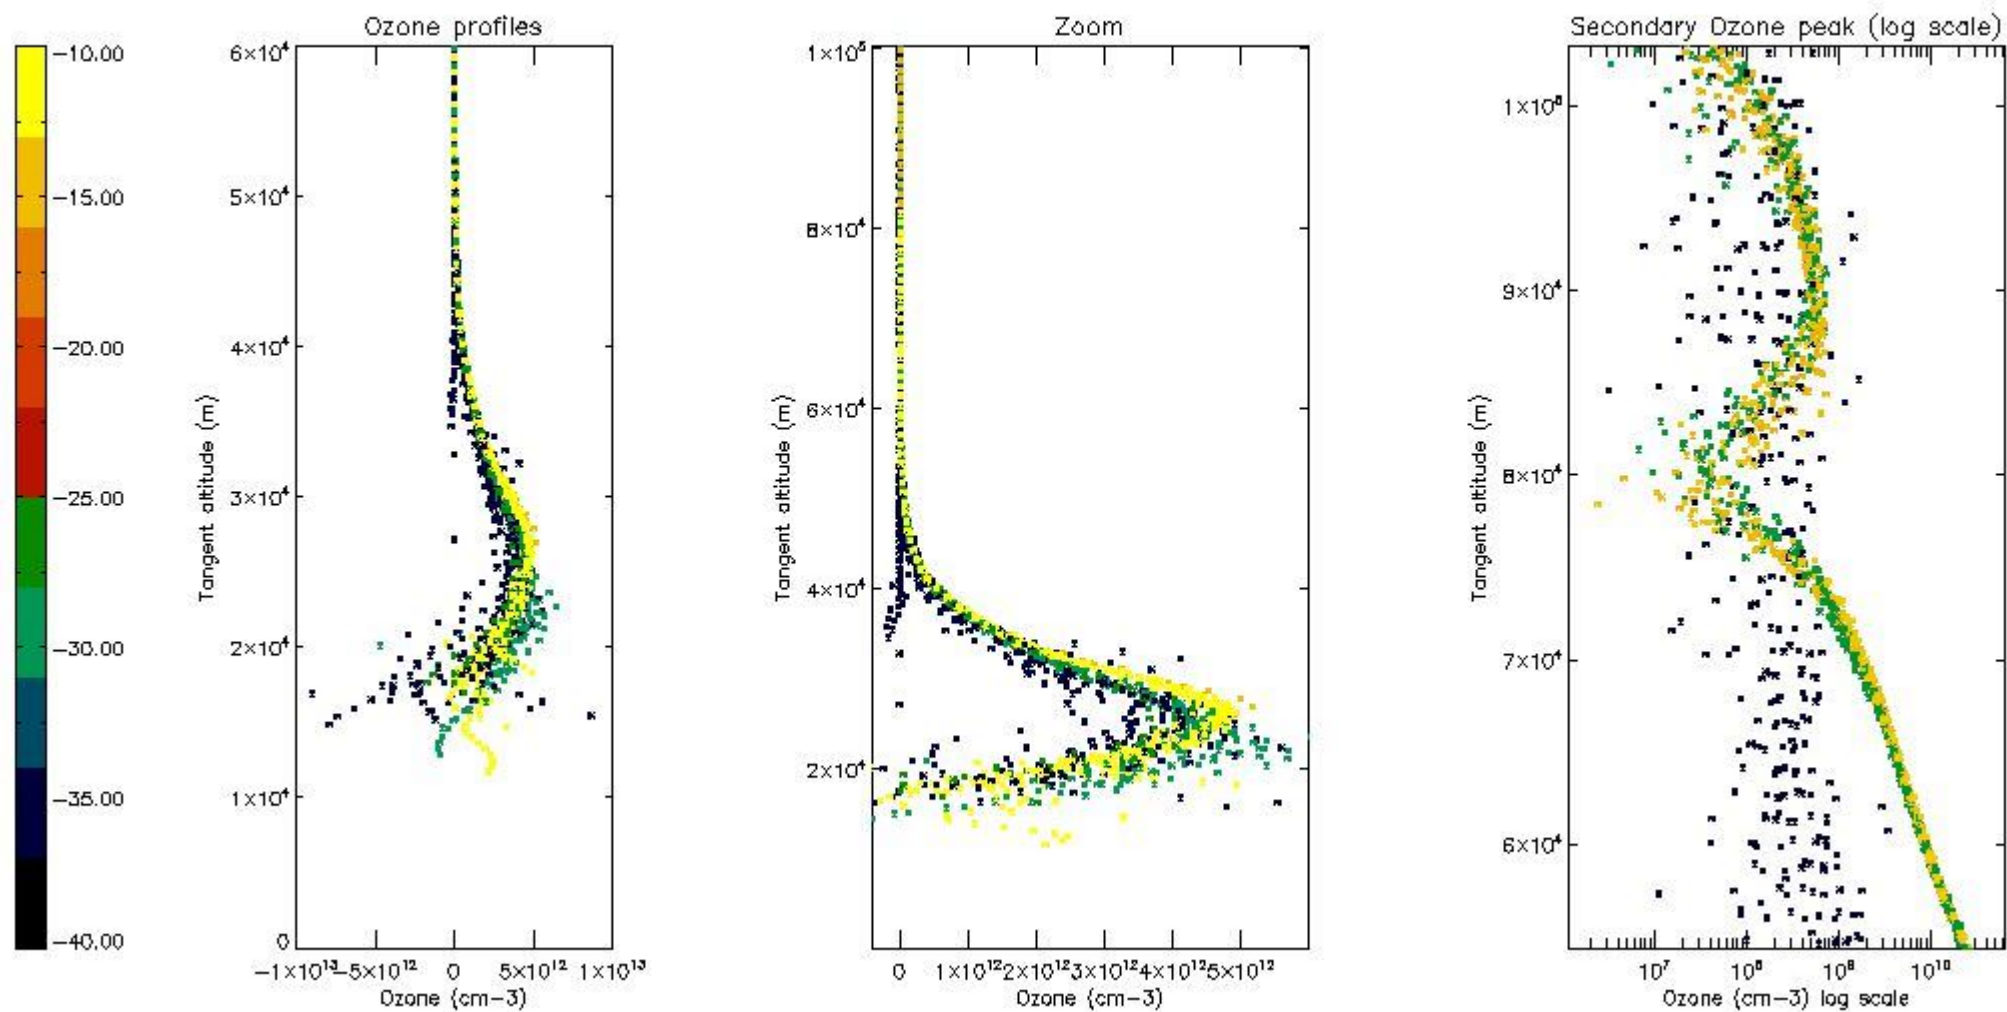 Ozone profiles
Zoom
Secondary Ozone peak (log scale)
−10.00
−15.00
−20.00
−25.00
−30.00
−35.00
−40.00
6×10⁴
5×10⁴
4×10⁴
3×10⁴
2×10⁴
1×10⁴
0
Tangent altitude (m)
−1×10¹³ −5×10¹² 0 5×10¹² 1×10¹³
Ozone (cm−3)
1×10⁵
8×10⁴
6×10⁴
4×10⁴
2×10⁴
Tangent altitude (m)
0 1×10¹² 2×10¹² 3×10¹² 4×10¹² 5×10¹²
Ozone (cm−3)
1×10⁵
9×10⁴
8×10⁴
7×10⁴
6×10⁴
Tangent altitude (m)
10⁷ 10⁸ 10⁹ 10¹⁰
Ozone (cm−3) log scale